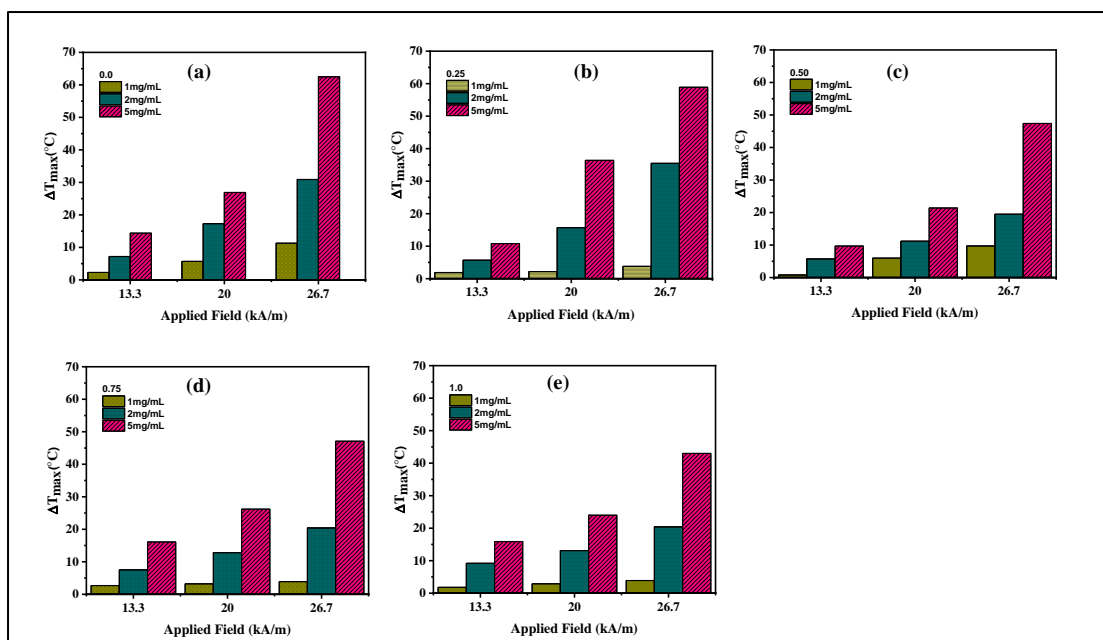 (a)
0.0
1mg/mL
2mg/mL
5mg/mL
ΔTmax(°C)
70
60
50
40
30
20
10
0
13.3 20 26.7
Applied Field (kA/m)
(b)
0.25
1mg/mL
2mg/mL
5mg/mL
ΔTmax(°C)
70
60
50
40
30
20
10
0
13.3 20 26.7
Applied Field (kA/m)
(c)
0.50
1mg/mL
2mg/mL
5mg/mL
ΔTmax(°C)
70
60
50
40
30
20
10
0
13.3 20 26.7
Applied Field (kA/m)
(d)
0.75
1mg/mL
2mg/mL
5mg/mL
ΔTmax(°C)
70
60
50
40
30
20
10
0
13.3 20 26.7
Applied Field (kA/m)
(e)
1.0
1mg/mL
2mg/mL
5mg/mL
ΔTmax(°C)
70
60
50
40
30
20
10
0
13.3 20 26.7
Applied Field (kA/m)